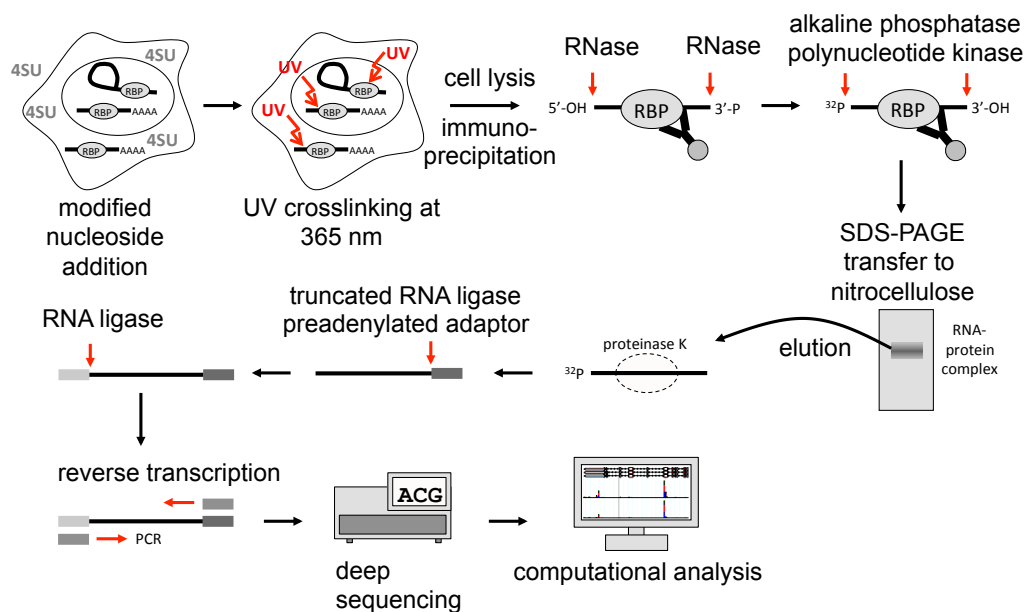 4SU
4SU
4SU
4SU
RBP
RBP
AAAA
RBP
AAAA
modified
nucleoside
addition
UV
UV
UV
RBP
RBP
AAAA
RBP
AAAA
UV crosslinking at
365 nm
cell lysis
immuno-
precipitation
RNase
RNase
5’-OH
RBP
3’-P
alkaline phosphatase
polynucleotide kinase
32P
RBP
3’-OH
SDS-PAGE
transfer to
nitrocellulose
RNA-
protein
complex
elution
proteinase K
32P
truncated RNA ligase
preadenylated adaptor
RNA ligase
reverse transcription
PCR
ACG
deep
sequencing
computational analysis